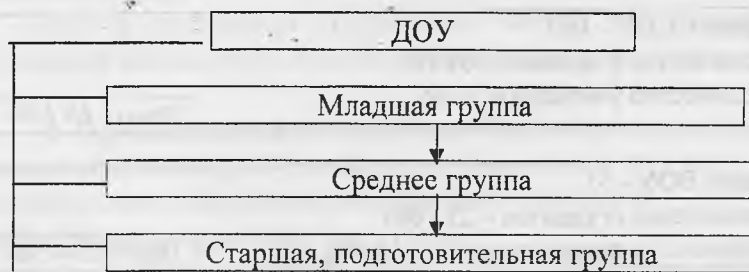 ДОУ
Младшая группа
Среднее группа
Старшая, подготовительная группа